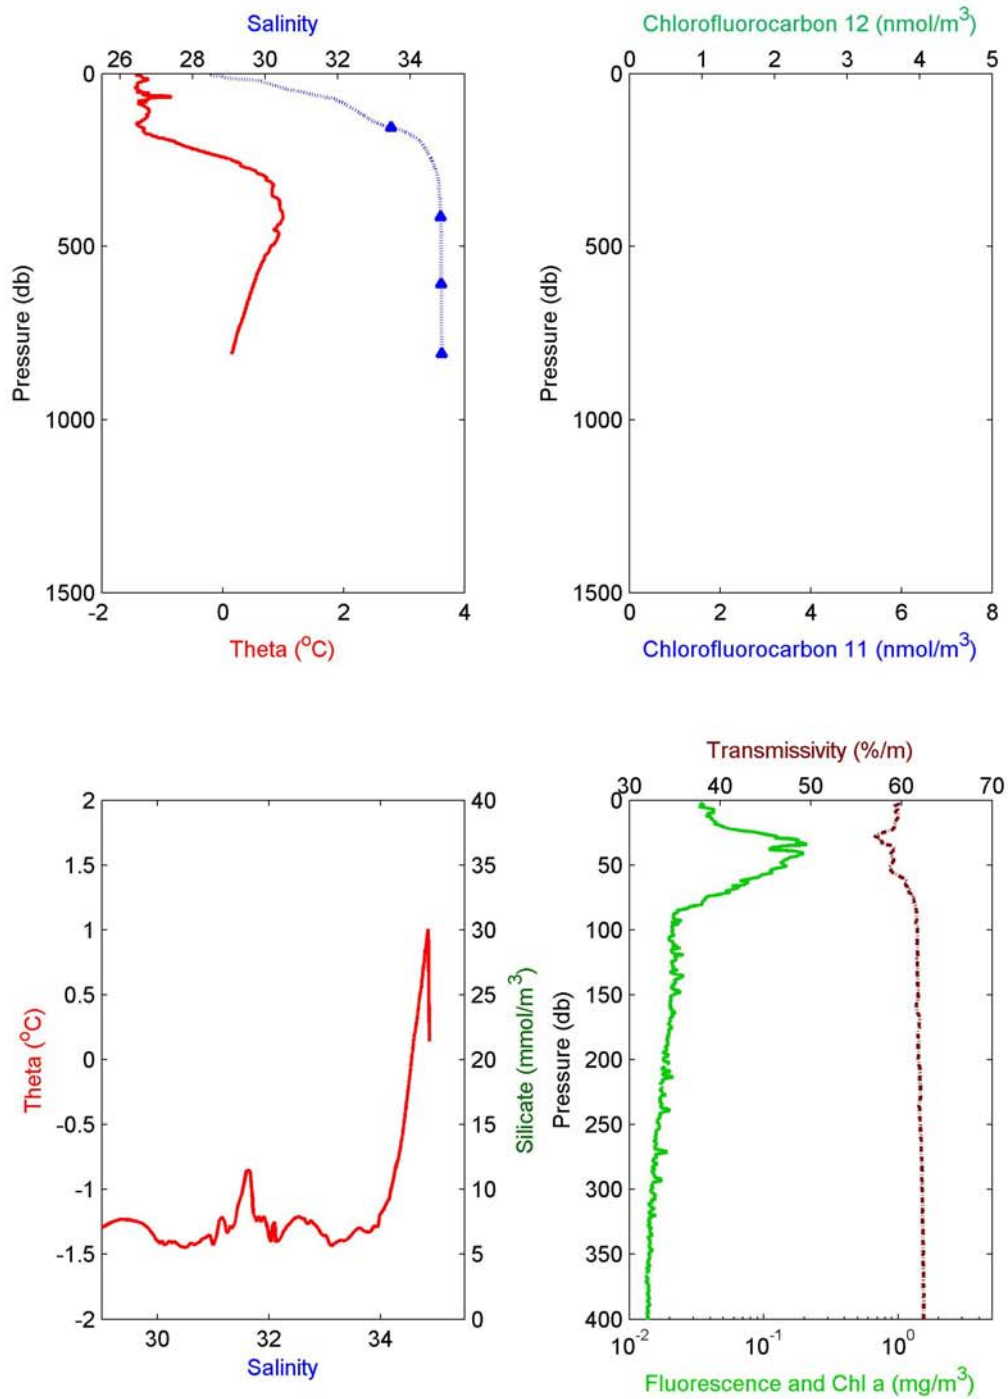 Salinity
26.5 28.5 30.5 32.5 34.5
0
500
1000
1500
Pressure (db)
-2 0 2 4
Theta (°C)
Chlorofluorocarbon 12 (nmol/m³)
0 1 2 3 4 5
0
500
1000
1500
Pressure (db)
0 2 4 6 8
Chlorofluorocarbon 11 (nmol/m³)
2
1.5
1
0.5
0
-0.5
-1
-1.5
-2
Theta (°C)
40
35
30
25
20
15
10
5
0
Silicate (mmol/m³)
30 32 34
Salinity
Transmissivity (%/m)
30 40 50 60 70
0
50
100
150
200
250
300
350
400
Pressure (db)
10⁻² 10⁻¹ 10⁰
Fluorescence and Chl a (mg/m³)